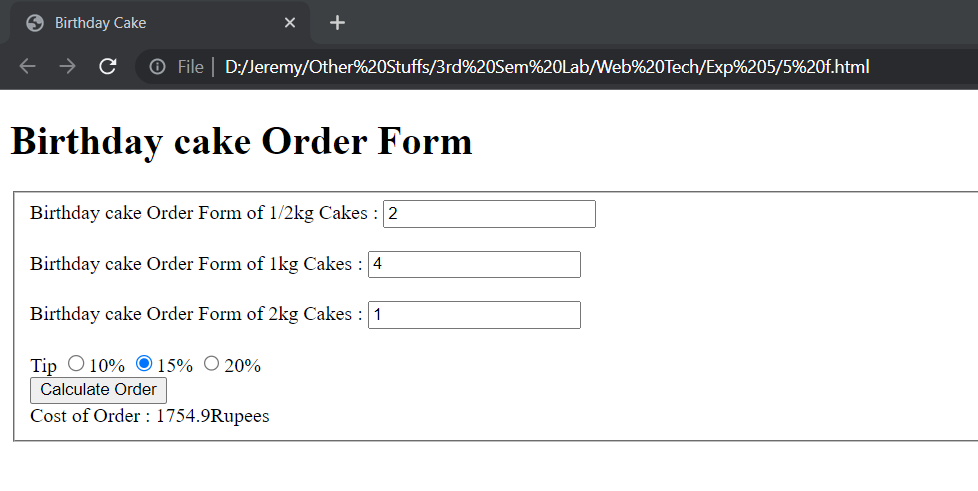 Birthday Cake
File | D:/Jeremy/Other%20Stuffs/3rd%20Sem%20Lab/Web%20Tech/Exp%205/5%20f.html
Birthday cake Order Form
Birthday cake Order Form of 1/2kg Cakes : 2
Birthday cake Order Form of 1kg Cakes : 4
Birthday cake Order Form of 2kg Cakes : 1
Tip 10% 15% 20%
Calculate Order
Cost of Order : 1754.9Rupees